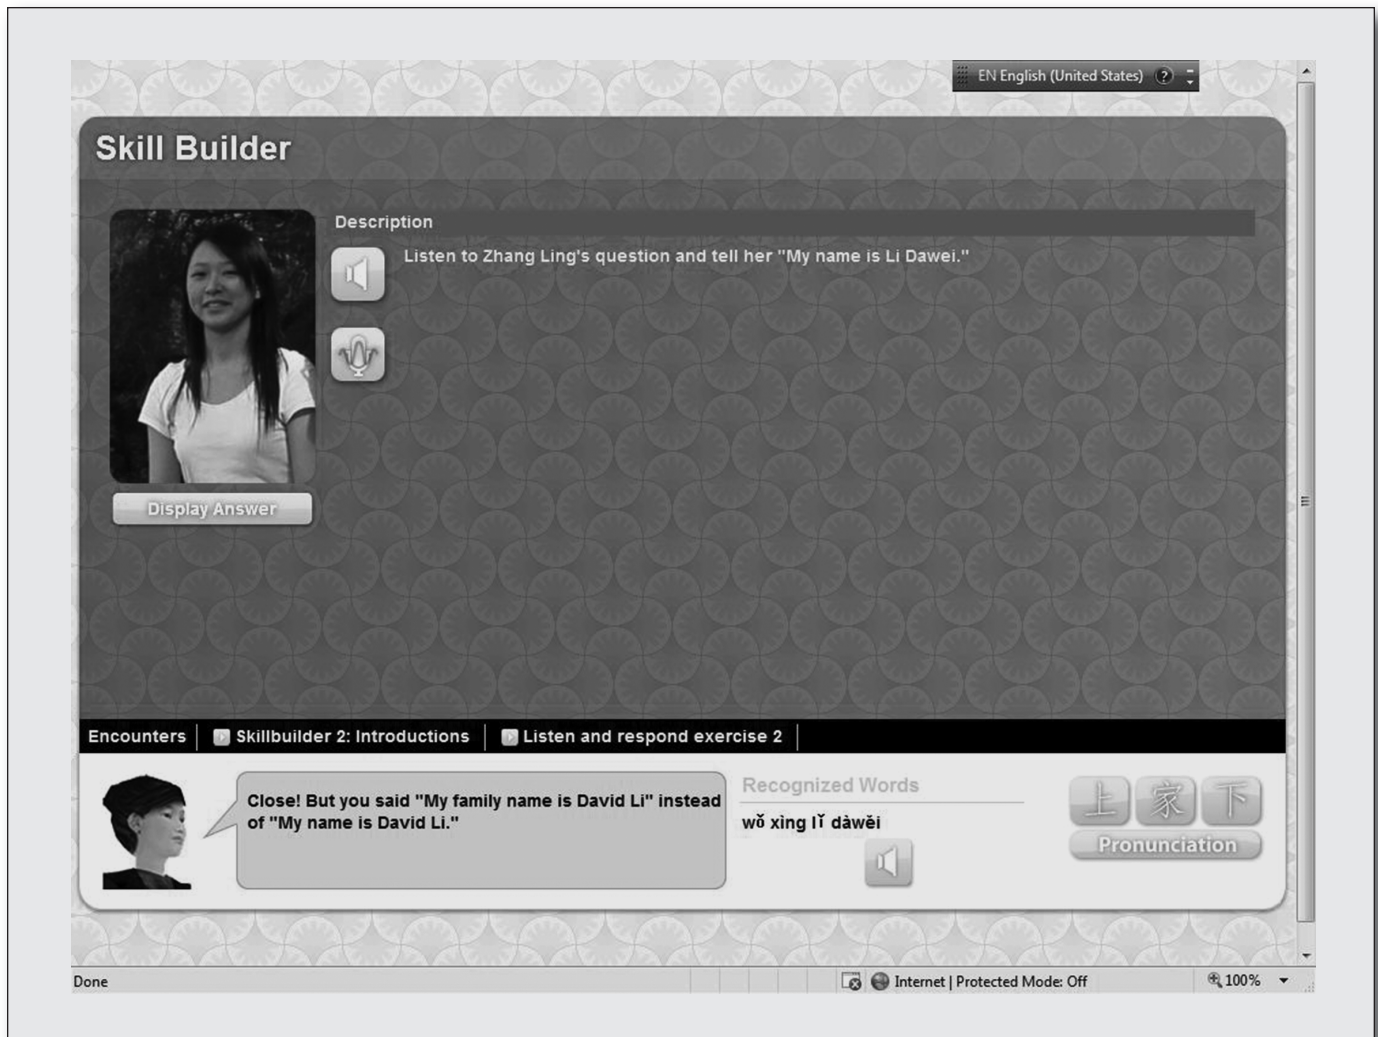 EN English (United States) ?
Skill Builder
Description
Listen to Zhang Ling's question and tell her "My name is Li Dawei."
Display Answer
Encounters
Skillbuilder 2: Introductions
Listen and respond exercise 2
Close! But you said "My family name is David Li" instead
of "My name is David Li."
Recognized Words
wǒ xìng lǐ dàwěi
上 家 下
Pronunciation
Done
Internet | Protected Mode: Off
100%